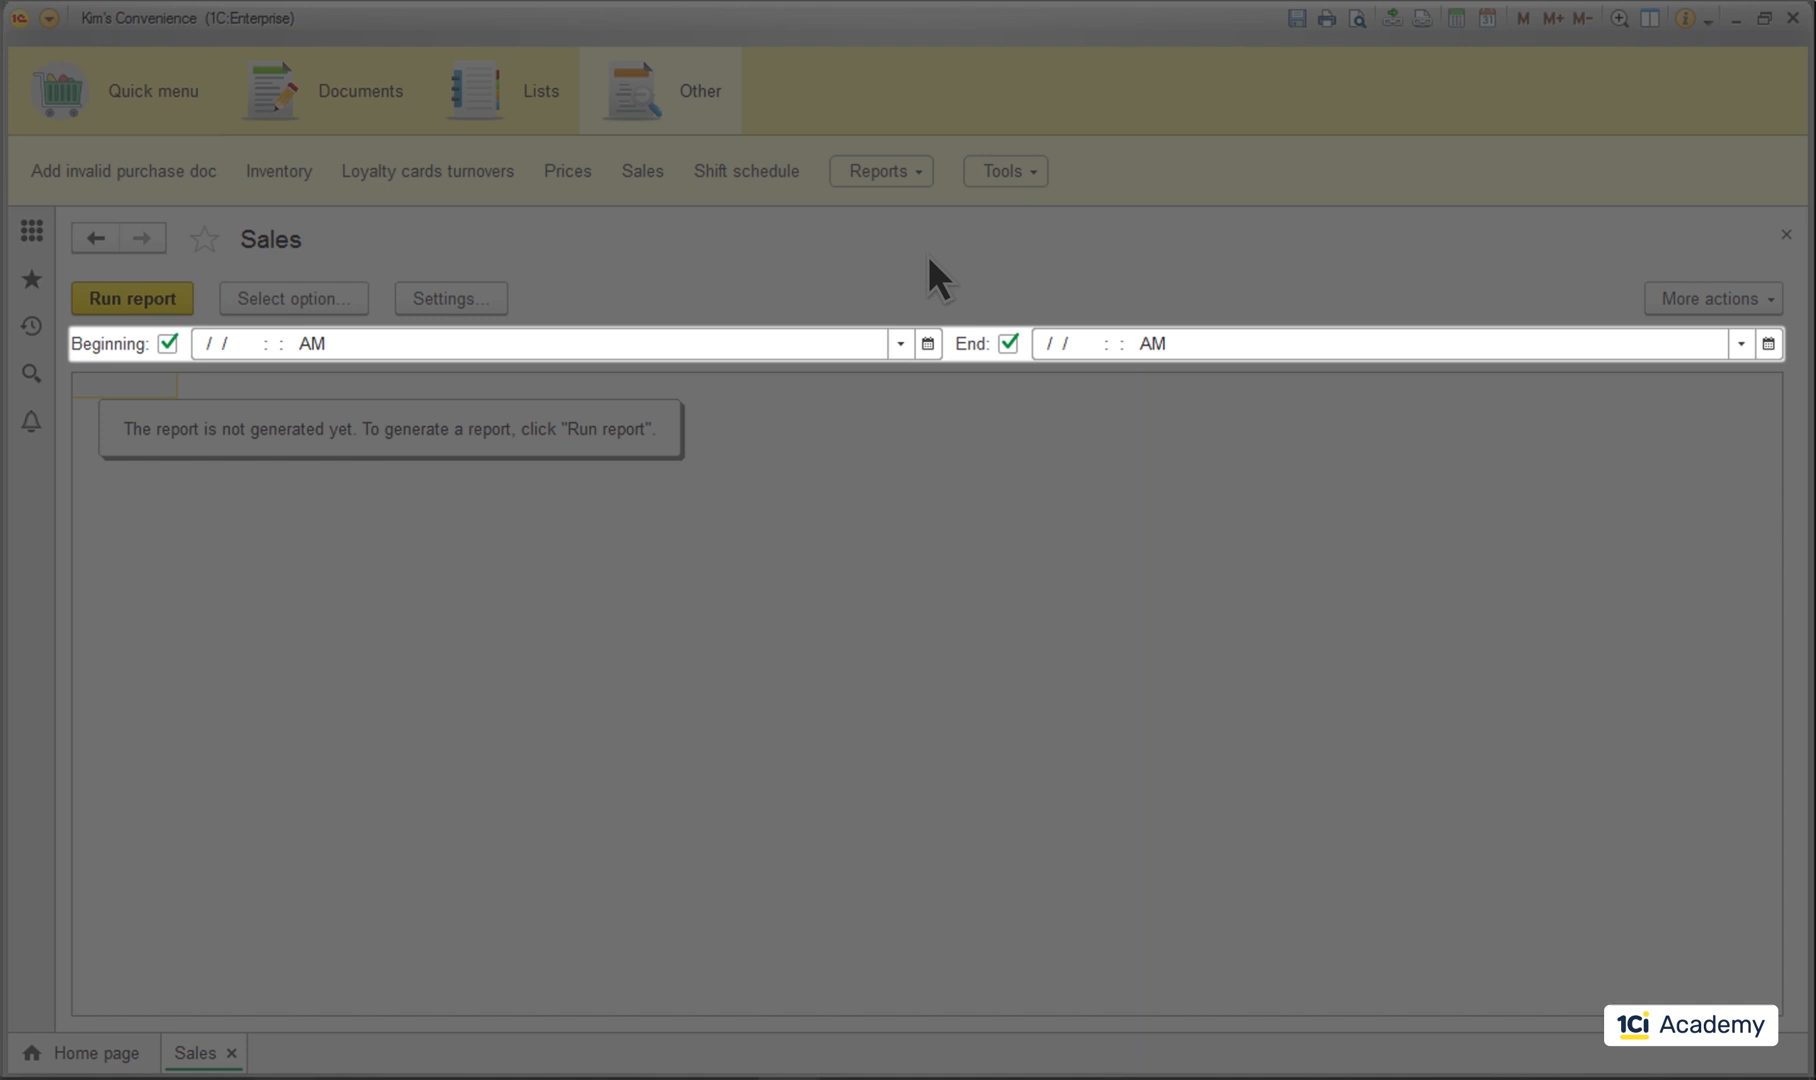 Kim's Convenience (1C:Enterprise)
31 M M+ M-
Quick menu Documents Lists Other
Add invalid purchase doc Inventory Loyalty cards turnovers Prices Sales Shift schedule Reports Tools
Sales
Run report Select option... Settings... More actions
Beginning: / / : : AM End: / / : : AM
The report is not generated yet. To generate a report, click "Run report".
1Ci Academy
Home page Sales